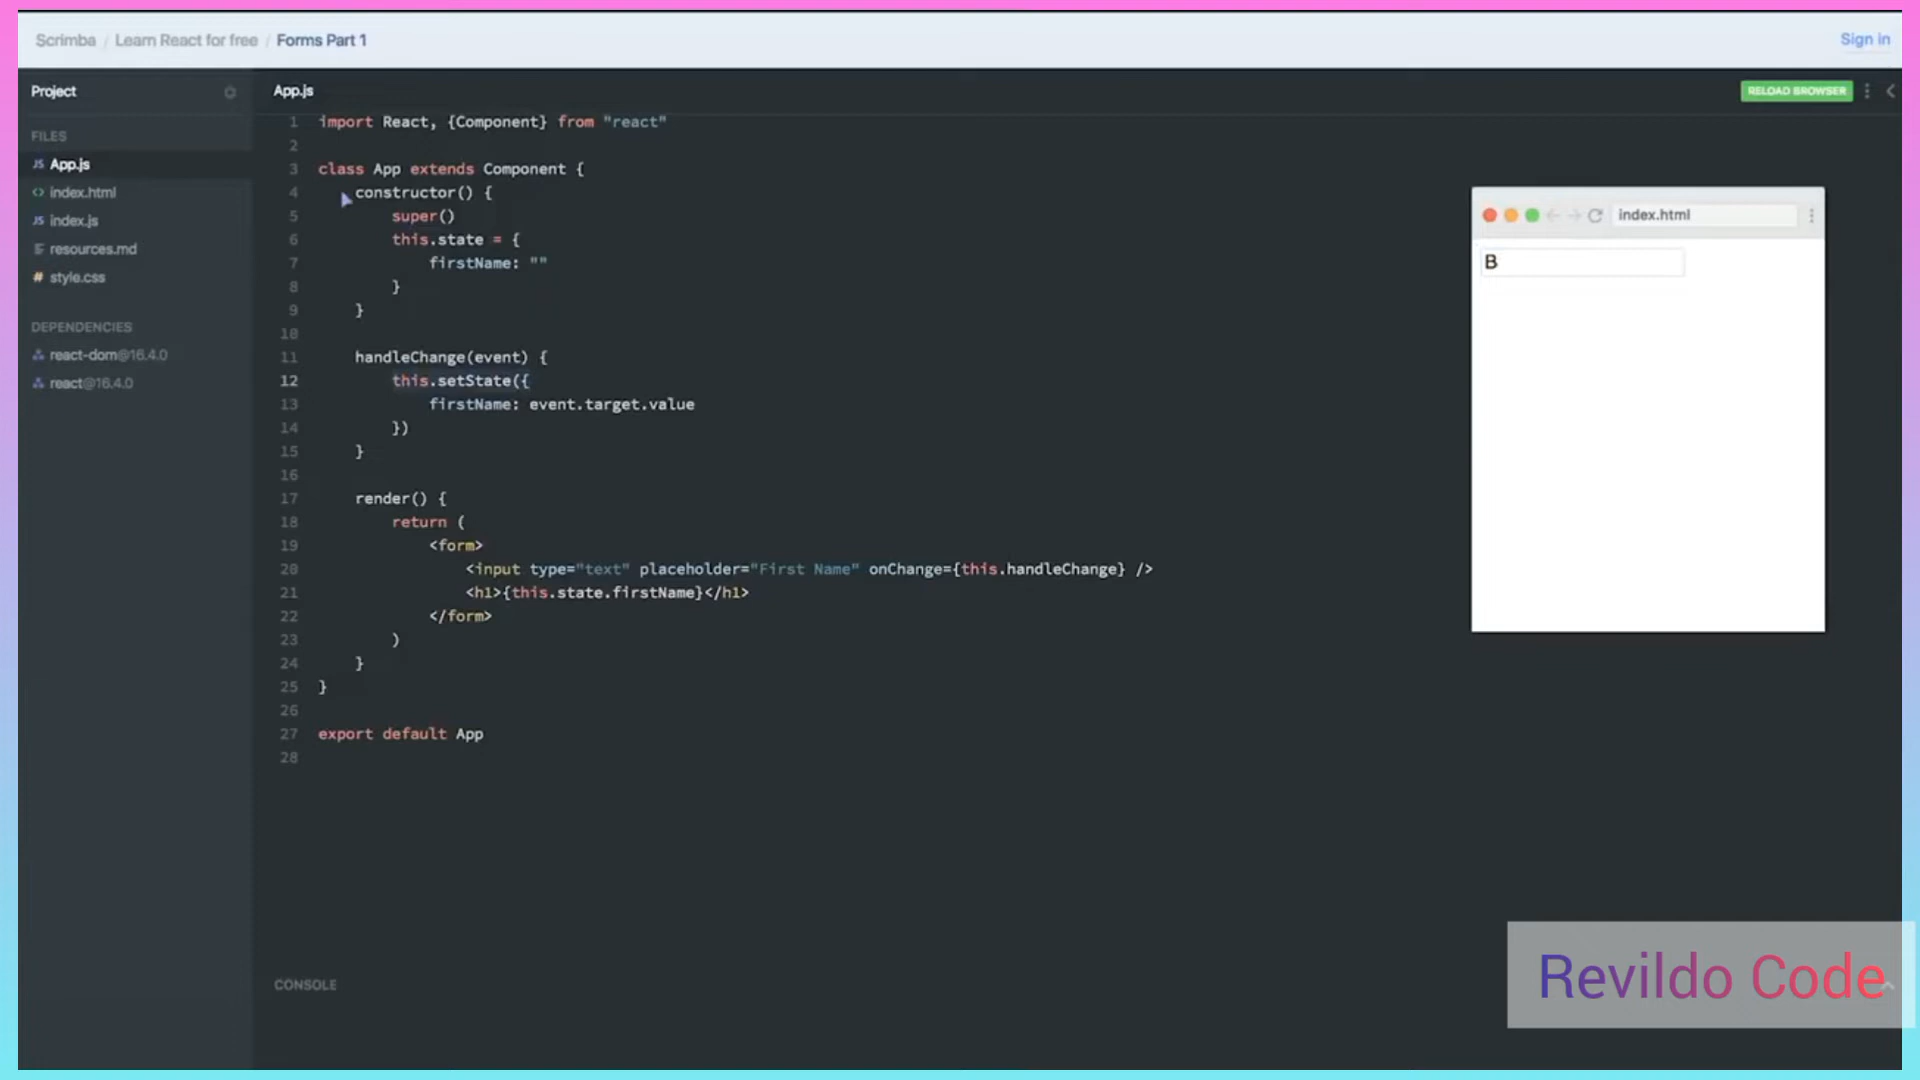 Scrimba / Learn React for free / Forms Part 1
Sign in
Project
App.js
RELOAD BROWSER
FILES
JS App.js
<> index.html
JS index.js
resources.md
# style.css
DEPENDENCIES
react-dom@16.4.0
react@16.4.0
1 import React, {Component} from "react"
2
3 class App extends Component {
4 constructor() {
5 super()
6 this.state = {
7 firstName: ""
8 }
9 }
10
11 handleChange(event) {
12 this.setState({
13 firstName: event.target.value
14 })
15 }
16
17 render() {
18 return (
19 <form>
20 <input type="text" placeholder="First Name" onChange={this.handleChange} />
21 <h1>{this.state.firstName}</h1>
22 </form>
23 )
24 }
25 }
26
27 export default App
28
index.html
B
CONSOLE
Revildo Code